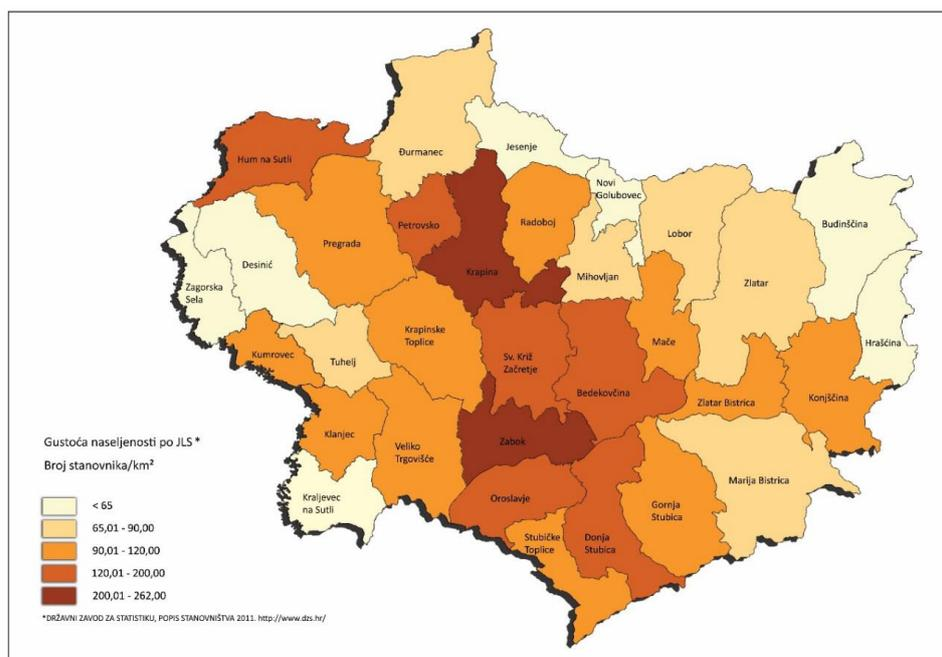 Đurmanec
Jesenje
Hum na Sutli
Novi
Golubovec
Budinščina
Petrovsko
Radoboj
Lobor
Pregrada
Desinić
Krapina
Mihovljan
Zlatar
Zagorska
Sela
Krapinske
Toplice
Hrašćina
Kumrovec
Tuhelj
Sv. Križ
Začretje
Mače
Bedekovčina
Zlatar Bistrica
Konjščina
Klanjec
Veliko
Trgovišće
Zabok
Marija Bistrica
Kraljevec
na Sutli
Oroslavje
Gornja
Stubica
Stubičke
Toplice
Donja
Stubica
Gustoća naseljenosti po JLS *
Broj stanovnika/km²
< 65
65,01 - 90,00
90,01 - 120,00
120,01 - 200,00
200,01 - 262,00
*DRŽAVNI ZAVOD ZA STATISTIKU, POPIS STANOVNIŠTVA 2011. http://www.dzs.hr/